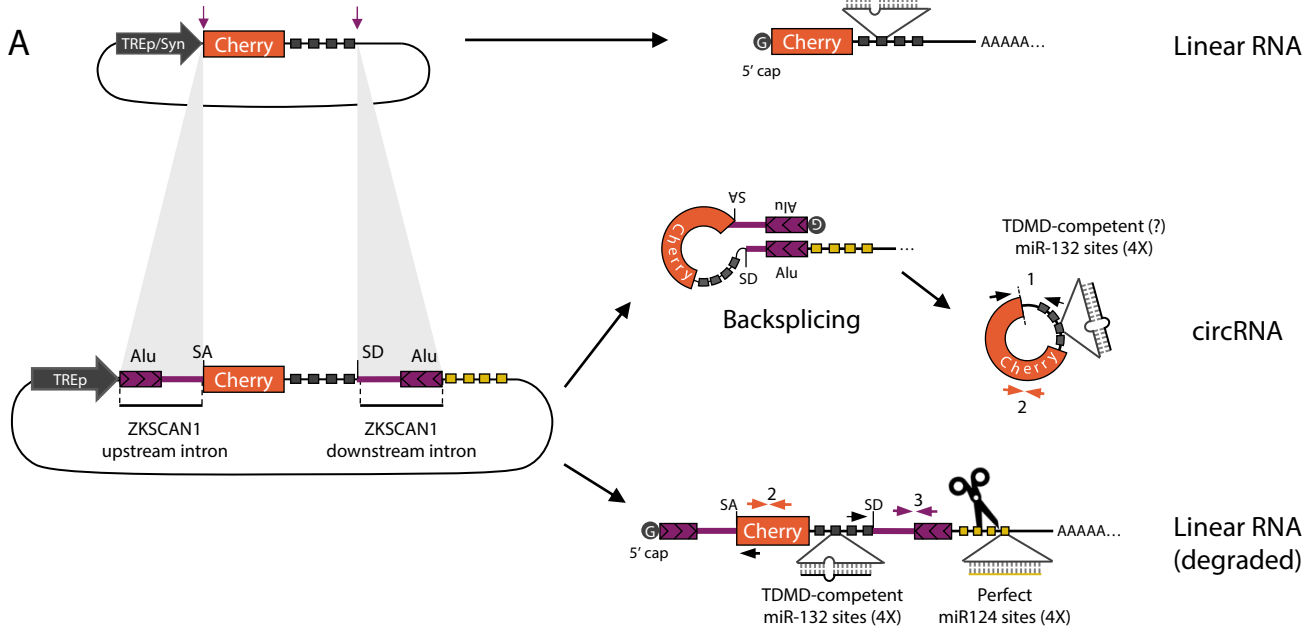 A
TREp/Syn
Cherry
G
Cherry
AAAAA...
5' cap
Linear RNA
SA
Alu
G
Cherry
SD
Alu
...
Backsplicing
TDMD-competent (?)
miR-132 sites (4X)
1
Cherry
2
circRNA
TREp
Alu
SA
Cherry
SD
Alu
ZKSCAN1
upstream intron
ZKSCAN1
downstream intron
G
5' cap
SA
2
Cherry
SD
3
AAAAA...
TDMD-competent
miR-132 sites (4X)
Perfect
miR124 sites (4X)
Linear RNA
(degraded)